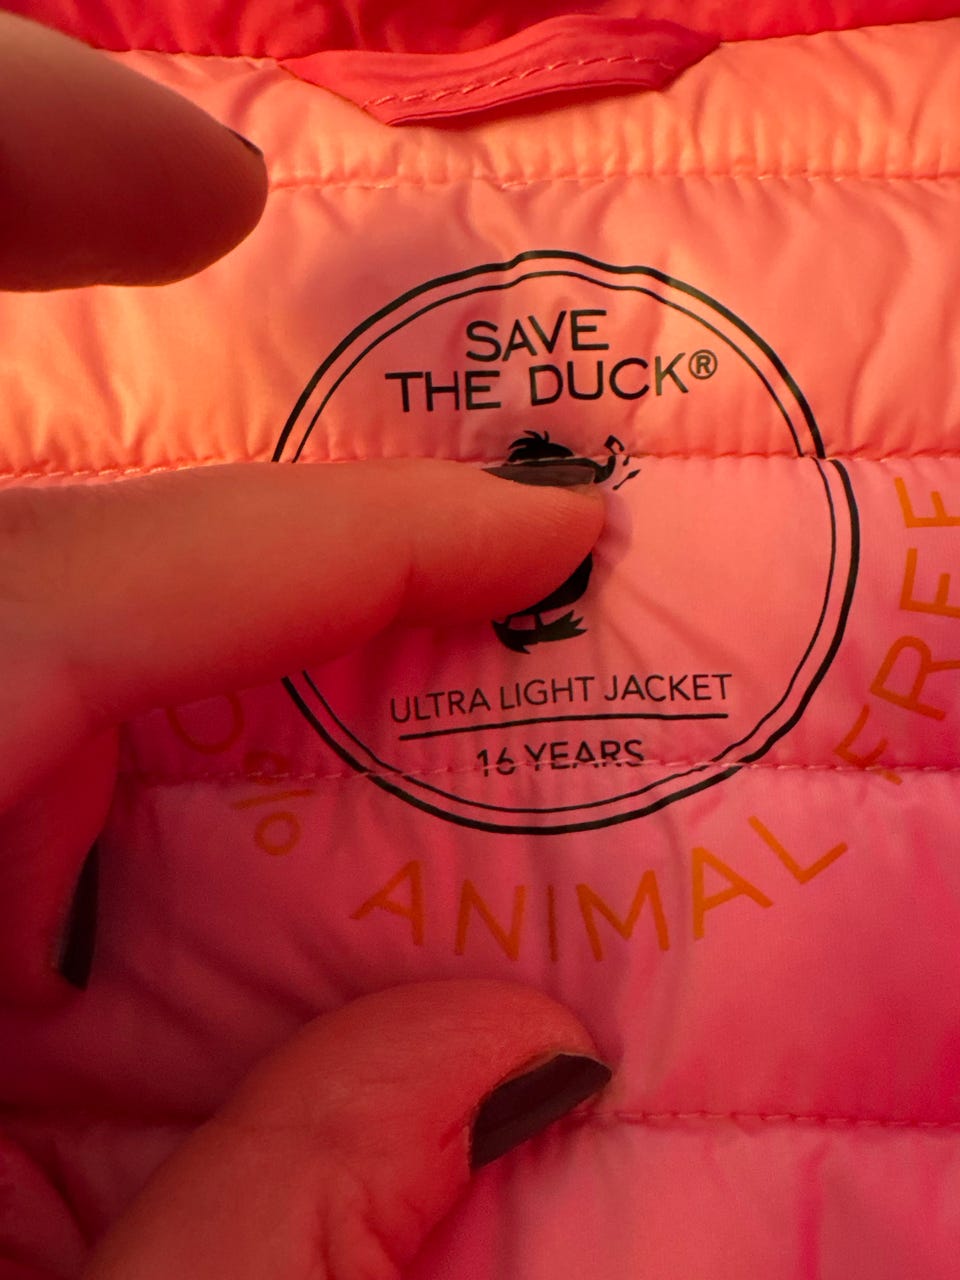 SAVE
THE DUCK®
ULTRA LIGHT JACKET
16 YEARS
ANIMAL FREE